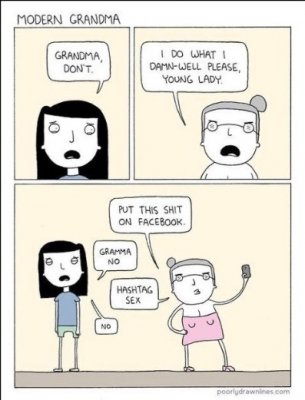 MODERN GRANDMA
GRANDMA,
DON'T.
I DO WHAT I
DAMN-WELL PLEASE,
YOUNG LADY.
PUT THIS SHIT
ON FACEBOOK.
GRAMMA
NO
HASHTAG
SEX
NO
poorlydrawnlines.com